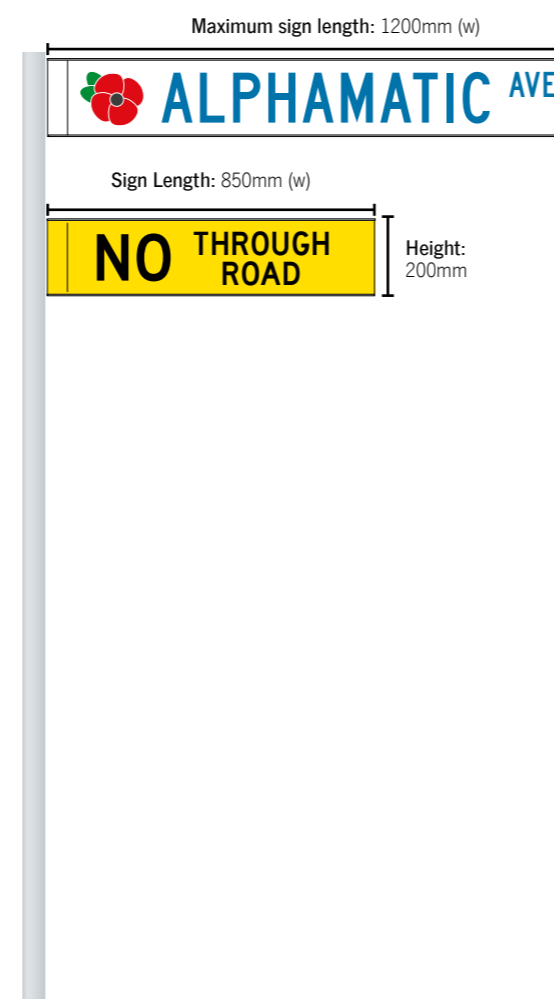 Maximum sign length: 1200mm (w)
ALPHAMATIC AVE
Sign Length: 850mm (w)
NO THROUGH
ROAD
Height:
200mm